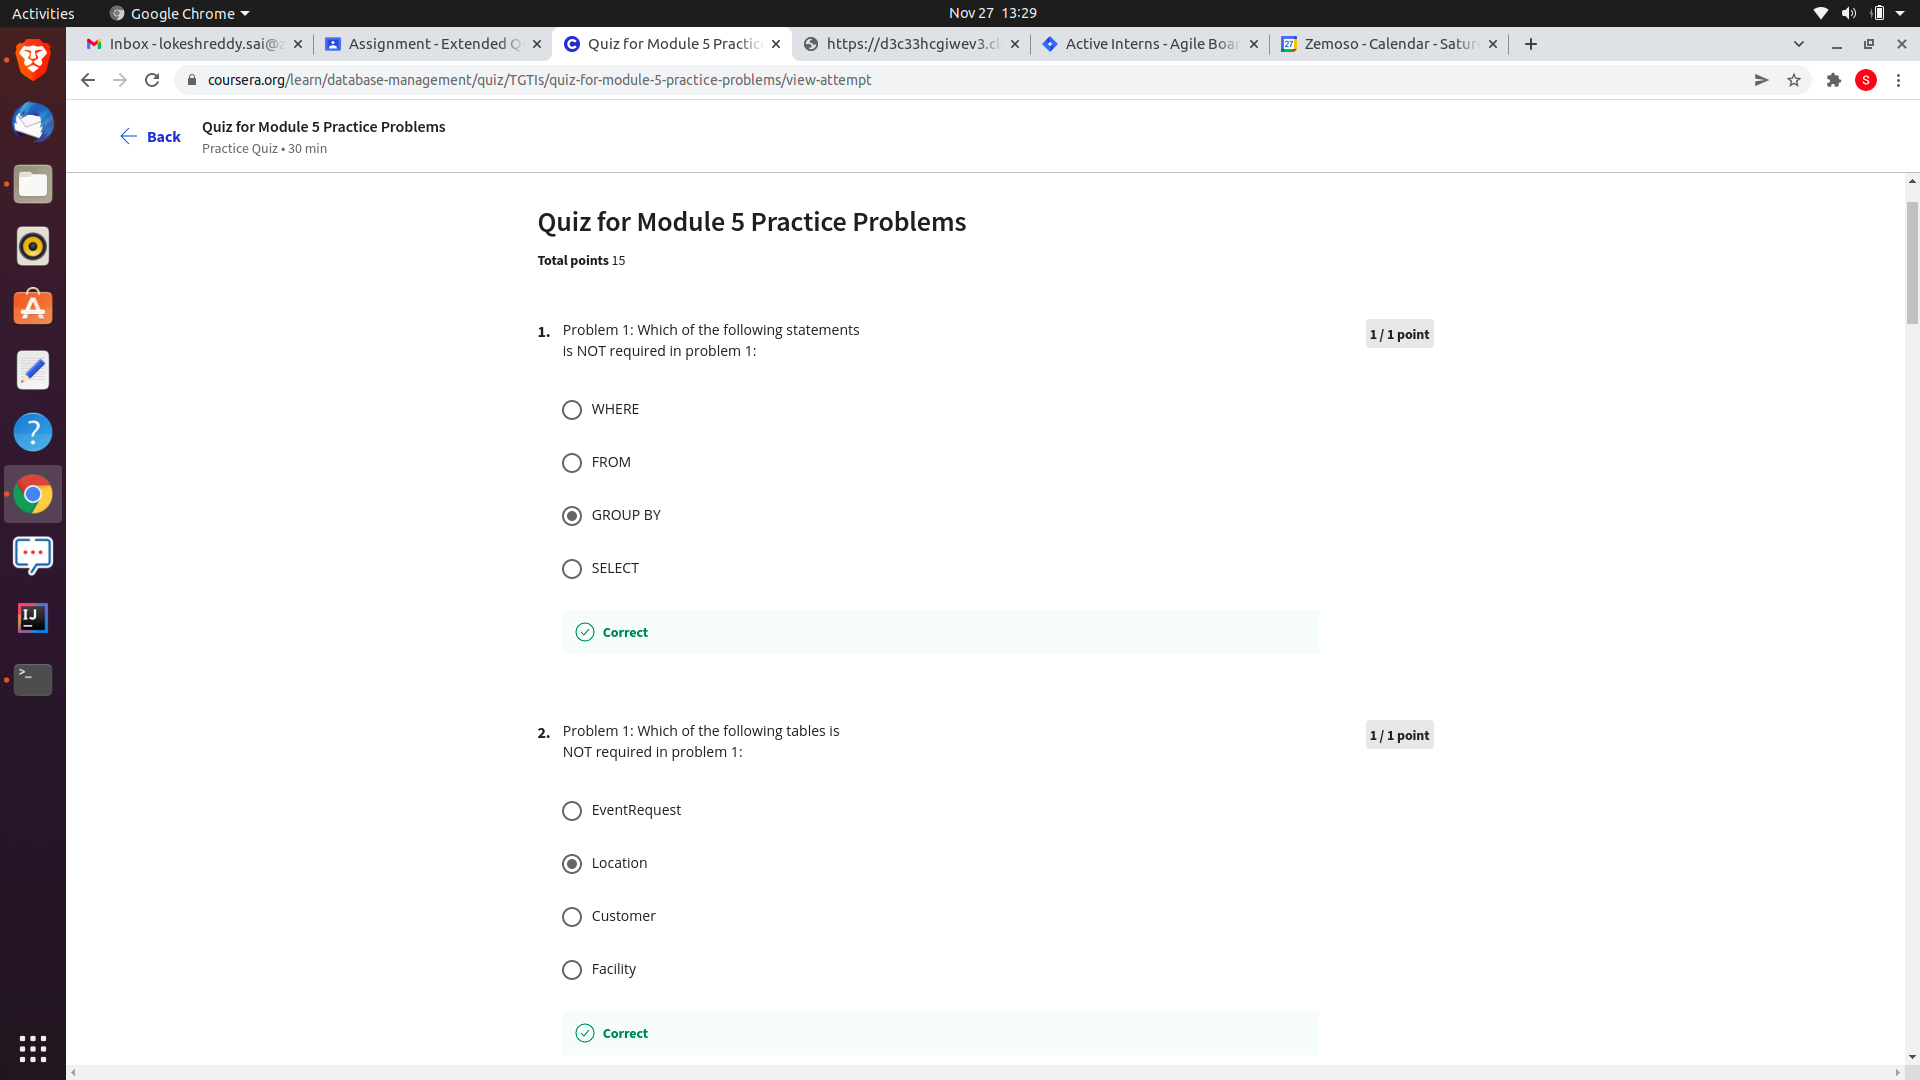 Activities
Google Chrome
Nov 27 13:29
Inbox - lokeshreddy.sai@z
Assignment - Extended Q
Quiz for Module 5 Practic
https://d3c33hcgiwev3.cl
Active Interns - Agile Boar
27
Zemoso - Calendar - Satur
coursera.org/learn/database-management/quiz/TGTIs/quiz-for-module-5-practice-problems/view-attempt
S
Back
Quiz for Module 5 Practice Problems
Practice Quiz • 30 min
Quiz for Module 5 Practice Problems
Total points 15
1. Problem 1: Which of the following statements
is NOT required in problem 1:
1 / 1 point
WHERE
FROM
GROUP BY
SELECT
Correct
2. Problem 1: Which of the following tables is
NOT required in problem 1:
1 / 1 point
EventRequest
Location
Customer
Facility
Correct
IJ